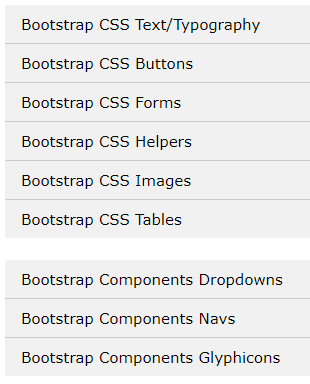 Bootstrap CSS Text/Typography
Bootstrap CSS Buttons
Bootstrap CSS Forms
Bootstrap CSS Helpers
Bootstrap CSS Images
Bootstrap CSS Tables
Bootstrap Components Dropdowns
Bootstrap Components Navs
Bootstrap Components Glyphicons